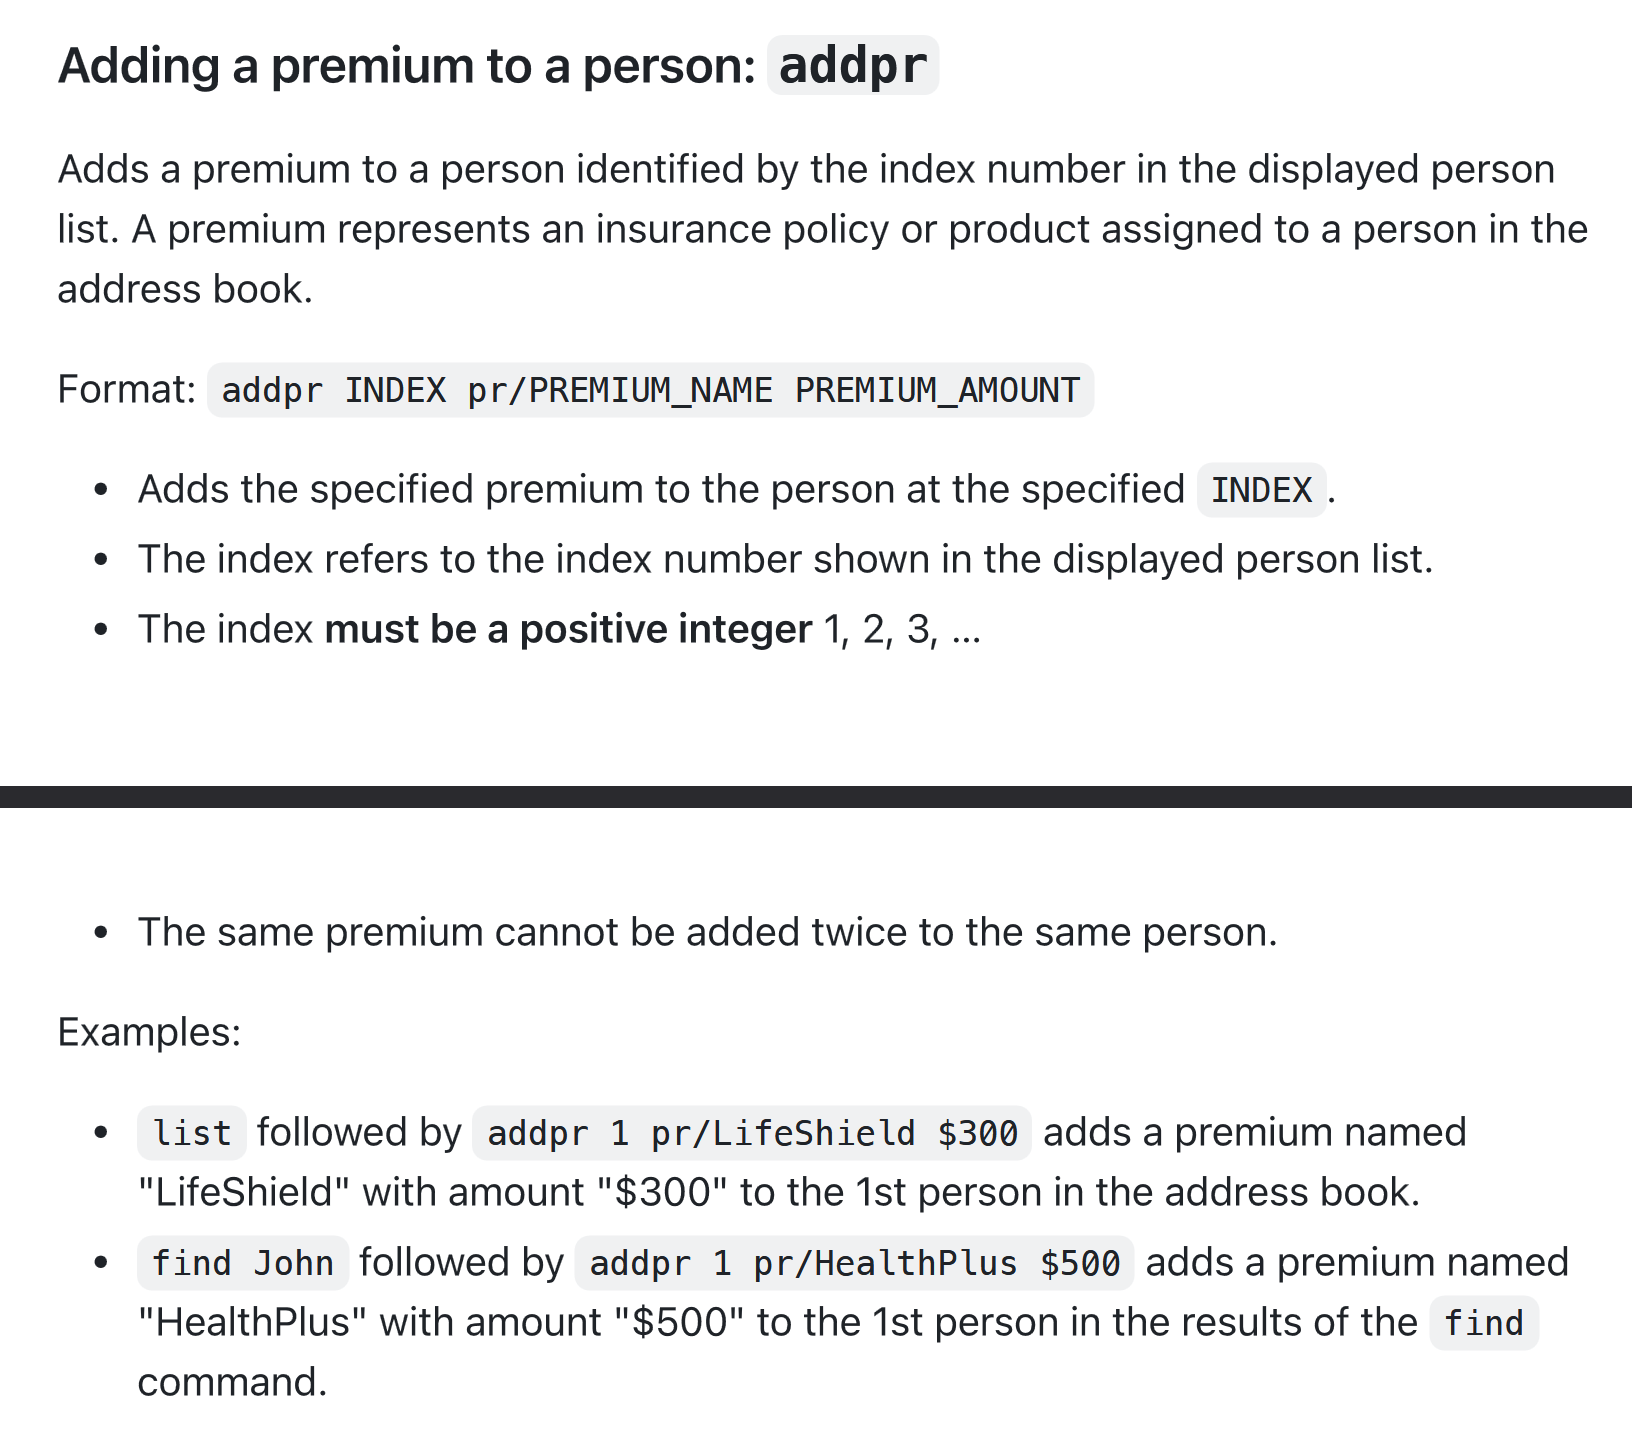 Adding a premium to a person: addpr
Adds a premium to a person identified by the index number in the displayed person
list. A premium represents an insurance policy or product assigned to a person in the
address book.
Format: addpr INDEX pr/PREMIUM_NAME PREMIUM_AMOUNT
• Adds the specified premium to the person at the specified INDEX.
• The index refers to the index number shown in the displayed person list.
• The index must be a positive integer 1, 2, 3, …
• The same premium cannot be added twice to the same person.
Examples:
• list followed by addpr 1 pr/LifeShield $300 adds a premium named
"LifeShield" with amount "$300" to the 1st person in the address book.
• find John followed by addpr 1 pr/HealthPlus $500 adds a premium named
"HealthPlus" with amount "$500" to the 1st person in the results of the find
command.